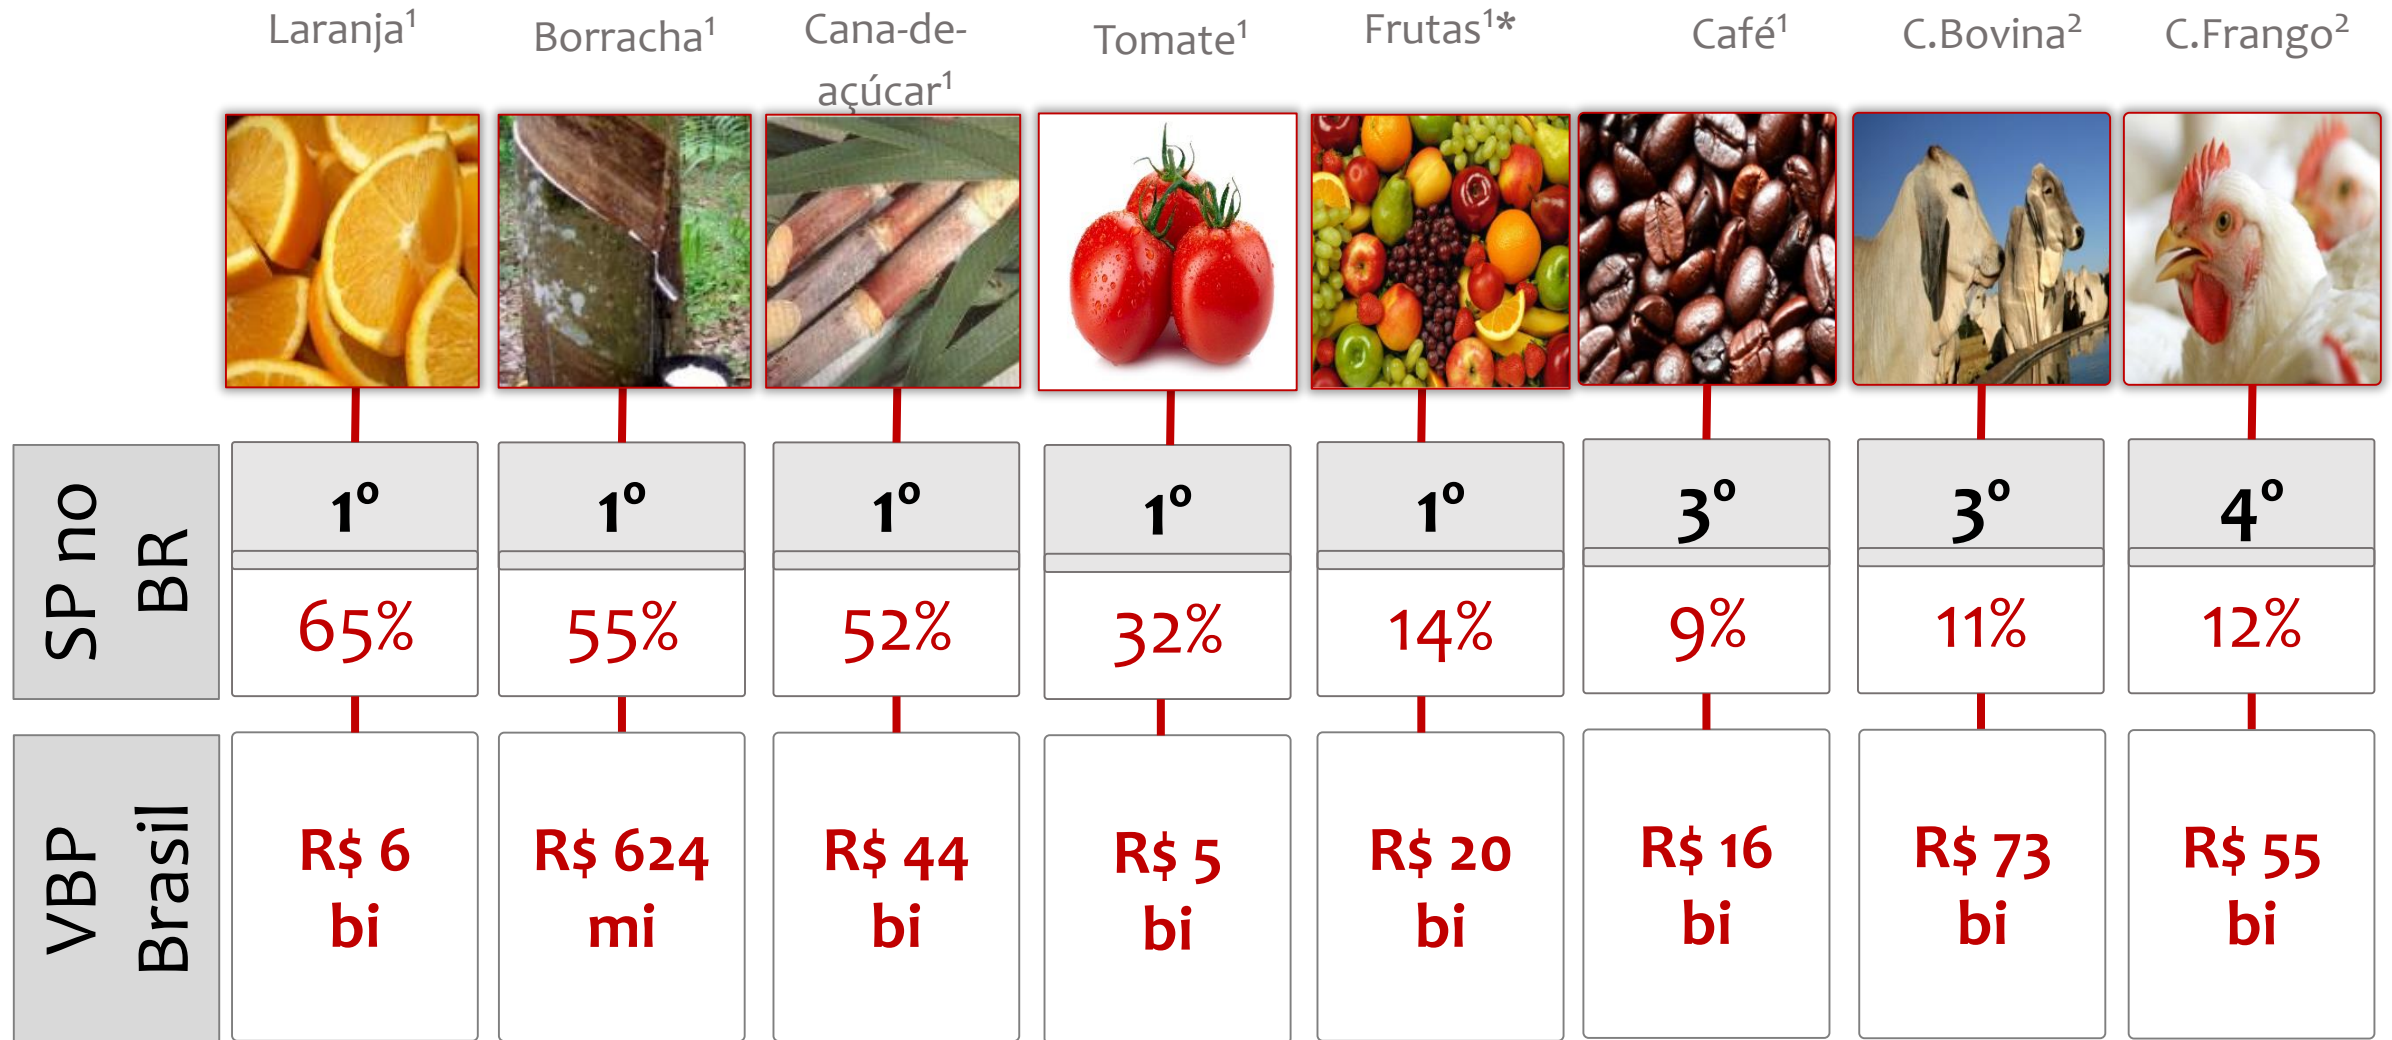 Laranja¹
Borracha¹
Cana-de-
açúcar¹
Tomate¹
Frutas¹*
Café¹
C.Bovina²
C.Frango²
SP no
BR
1º
1º
1º
1º
1º
3º
3º
4º
65%
55%
52%
32%
14%
9%
11%
12%
VBP
Brasil
R$ 6
bi
R$ 624
mi
R$ 44
bi
R$ 5
bi
R$ 20
bi
R$ 16
bi
R$ 73
bi
R$ 55
bi